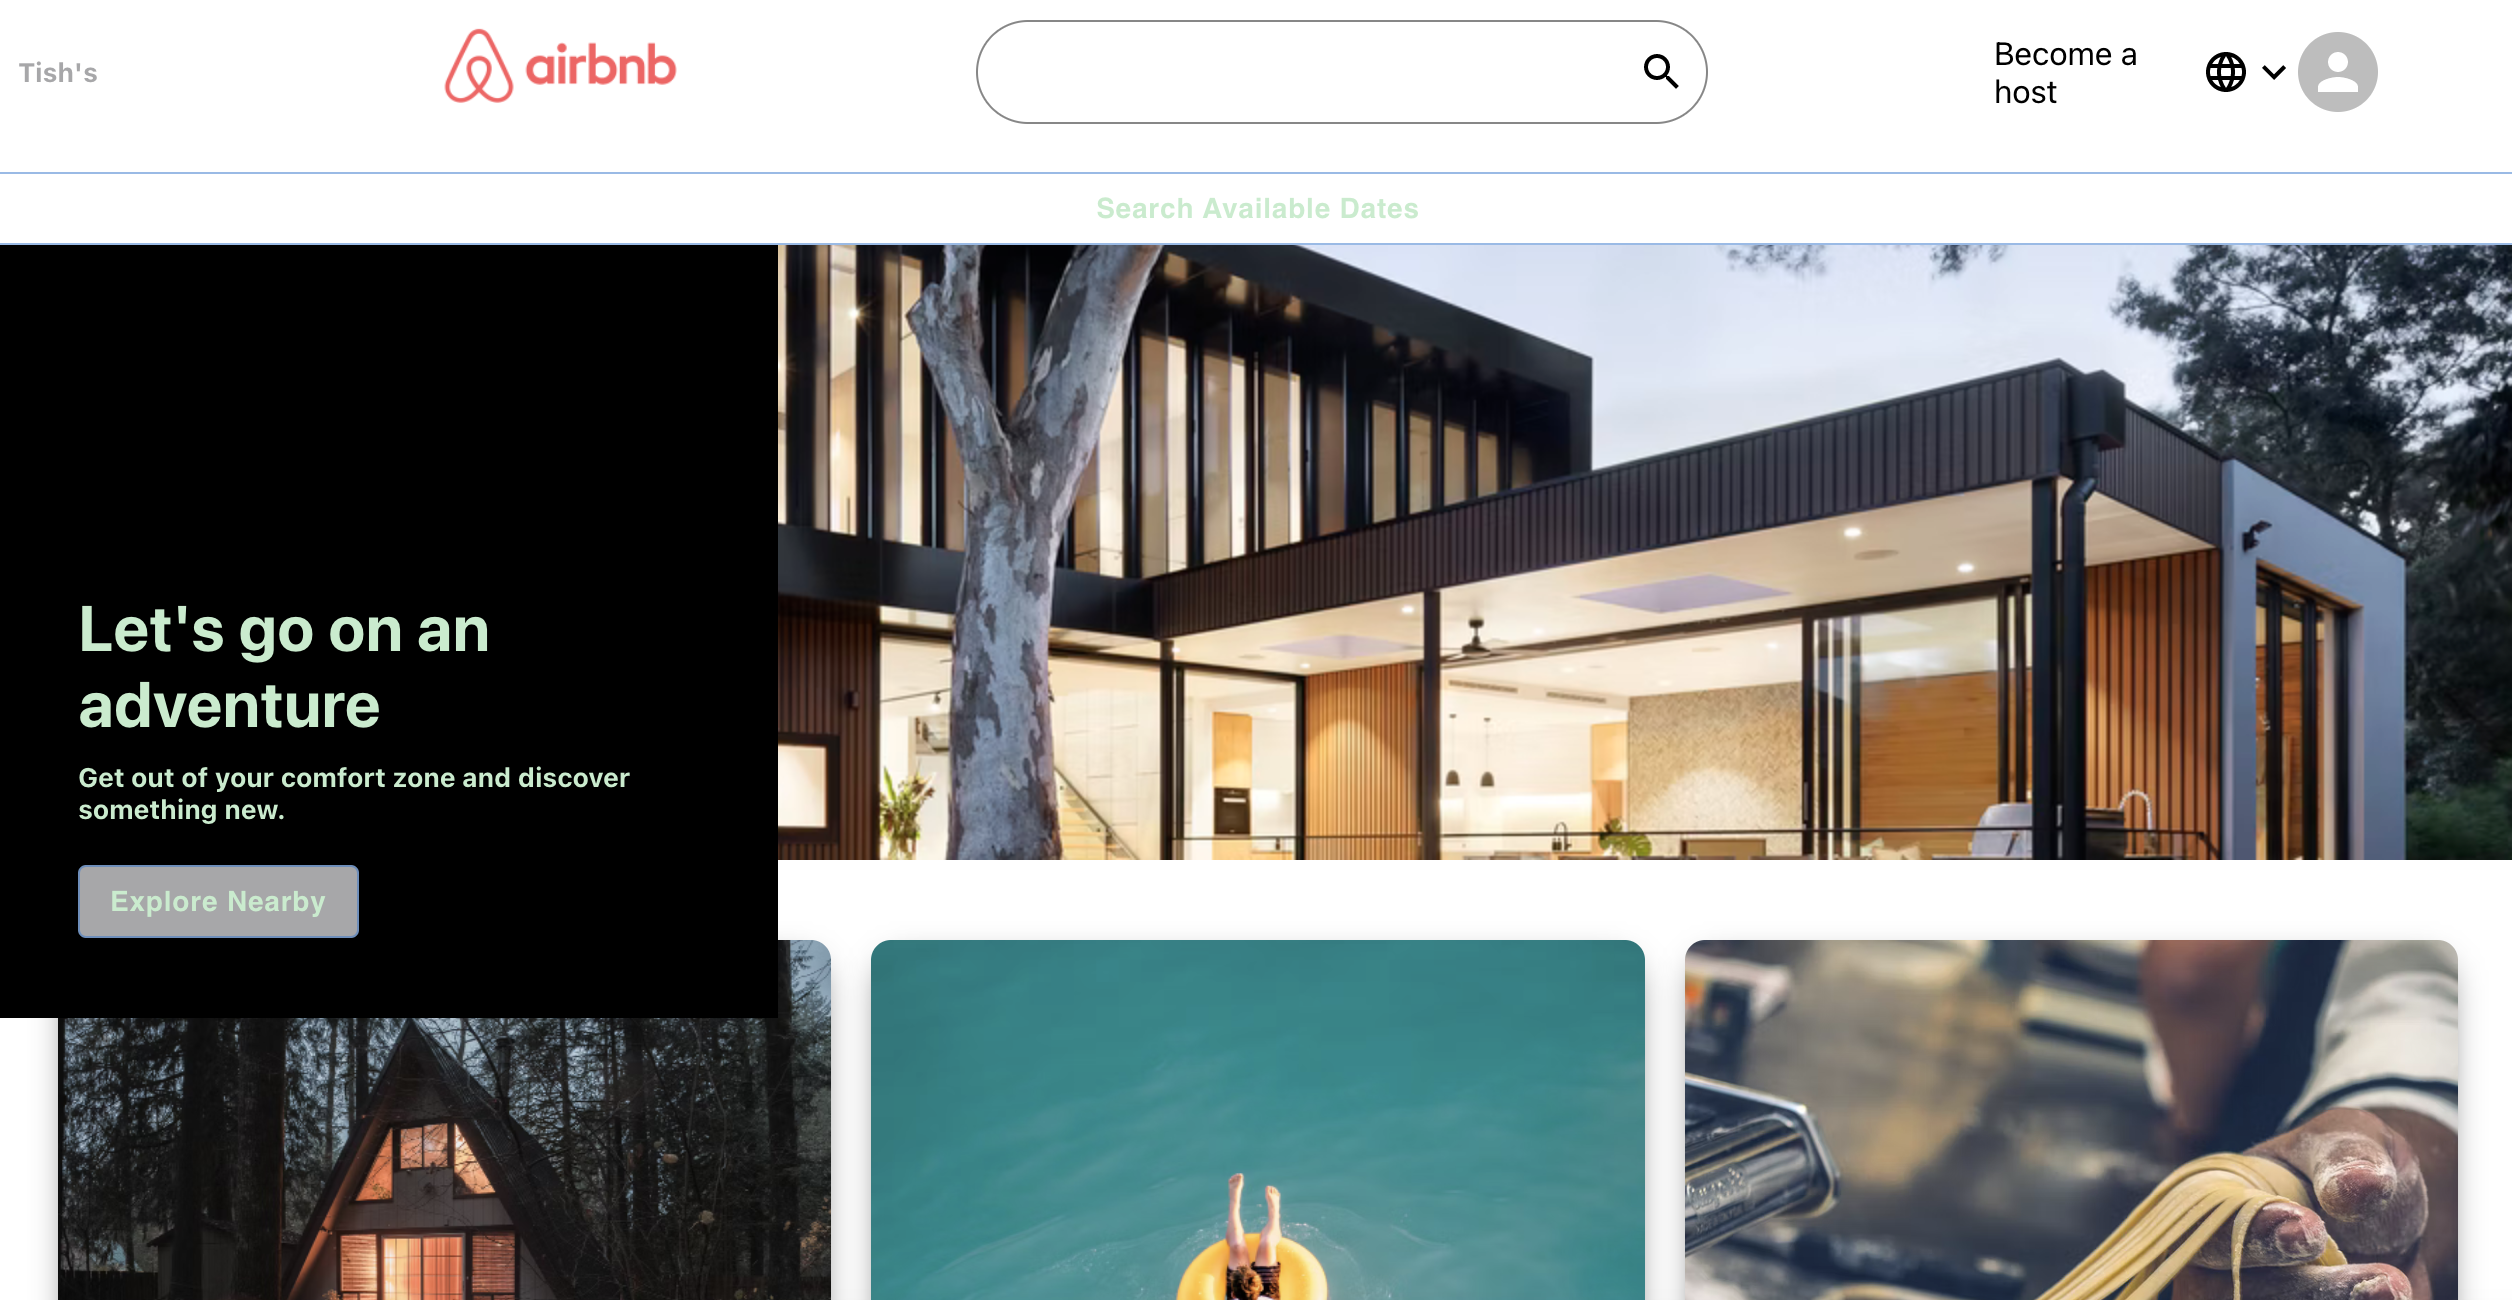 Tish's
airbnb
Become a
host
Search Available Dates
Let's go on an
adventure
Get out of your comfort zone and discover
something new.
Explore Nearby